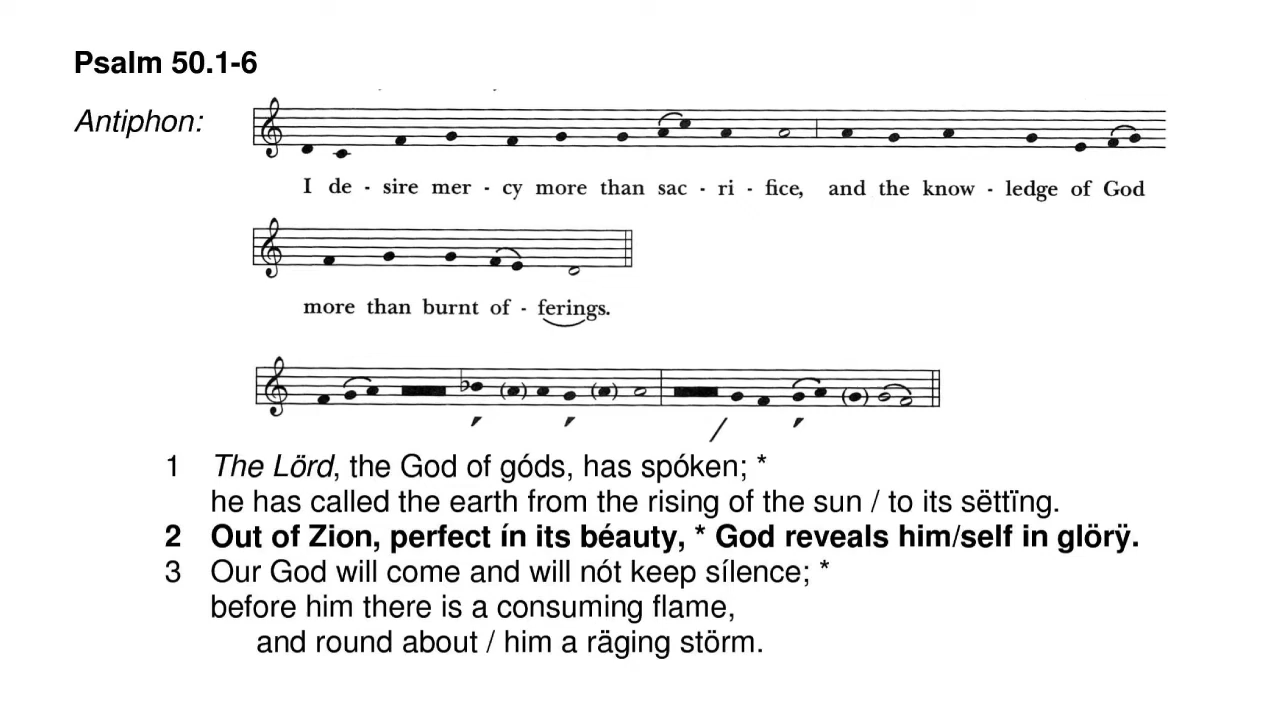 Psalm 50.1-6
Antiphon:
I de - sire mer - cy more than sac - ri - fice, and the know - ledge of God
more than burnt of - ferings.
1 The Lörd, the God of góds, has spóken; *
he has called the earth from the rising of the sun / to its sëttïng.
2 Out of Zion, perfect ín its béauty, * God reveals him/self in glörÿ.
3 Our God will come and will nót keep sílence; *
before him there is a consuming flame,
and round about / him a räging störm.